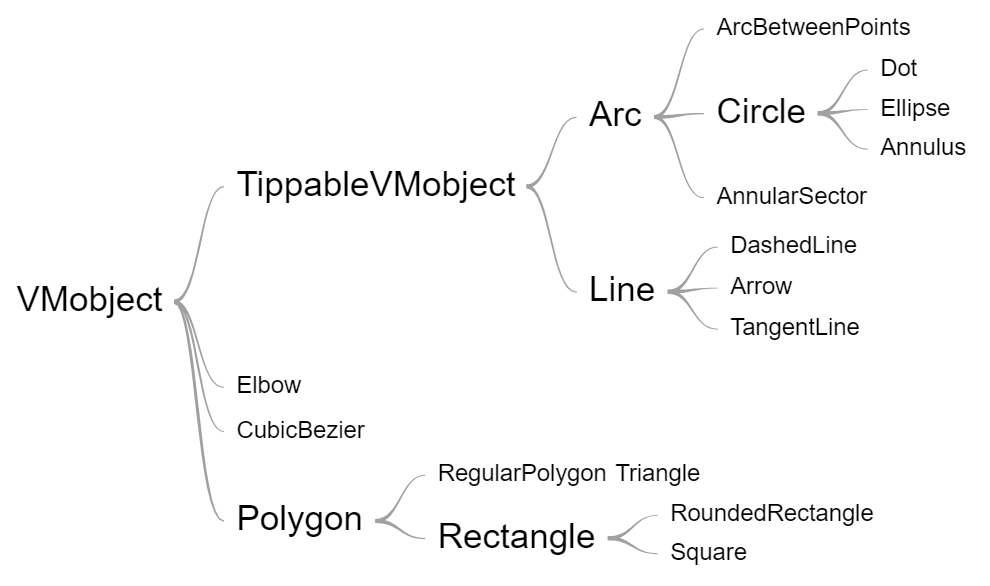 ArcBetweenPoints
Dot
Arc
Circle
Ellipse
Annulus
TippableVMobject
AnnularSector
DashedLine
Line
Arrow
VMobject
TangentLine
Elbow
CubicBezier
RegularPolygon Triangle
Polygon
RoundedRectangle
Rectangle
Square